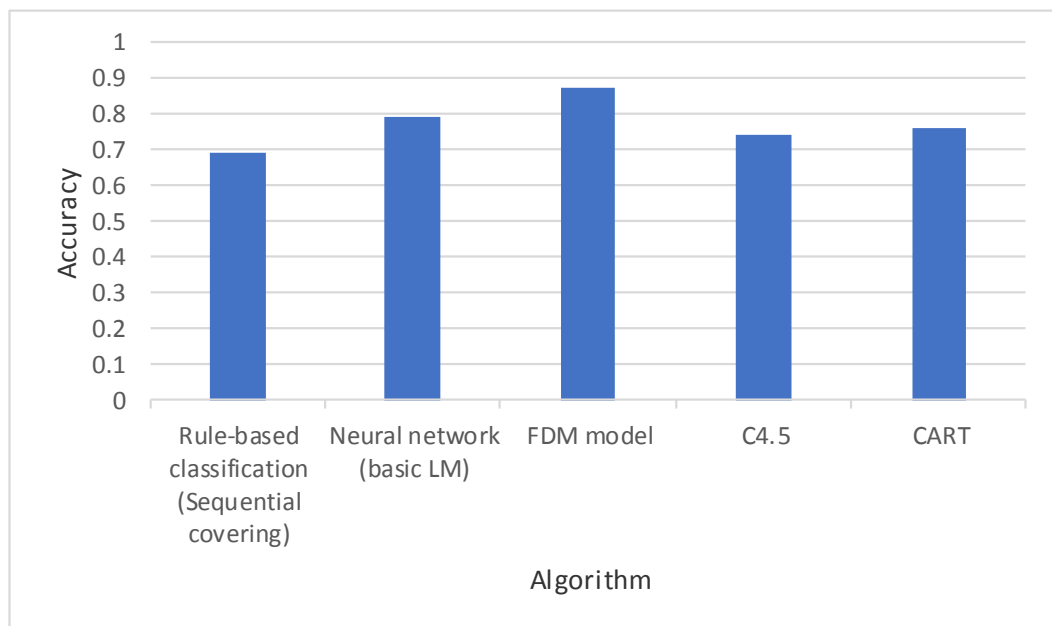 1
0.9
0.8
0.7
0.6
0.5
0.4
0.3
0.2
0.1
0
Accuracy
Rule-based
classification
(Sequential
covering)
Neural network
(basic LM)
FDM model
C4.5
CART
Algorithm